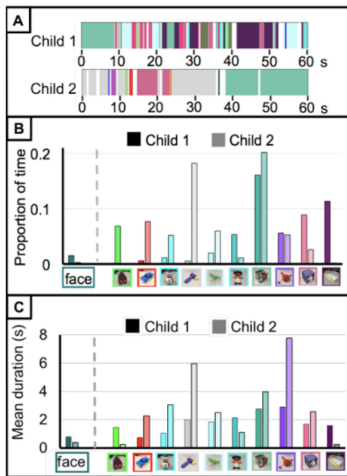 A
Child 1
0 10 20 30 40 50 60 s
Child 2
0 10 20 30 40 50 60 s
B
Child 1 Child 2
Proportion of time
0.2
0.1
0
face
C
Child 1 Child 2
Mean duration (s)
8
6
4
2
0
face